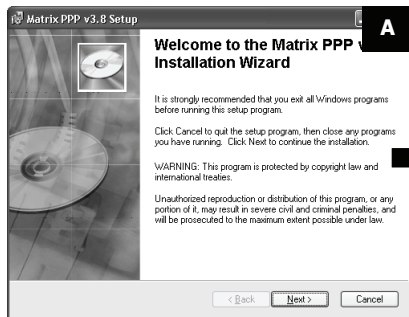 Matrix PPP v3.8 Setup
A
Welcome to the Matrix PPP
Installation Wizard
It is strongly recommended that you exit all Windows programs
before running this setup program.
Click Cancel to quit the setup program, then close any programs
you have running. Click Next to continue the installation.
WARNING: This program is protected by copyright law and
international treaties.
Unauthorized reproduction or distribution of this program, or any
portion of it, may result in severe civil and criminal penalties, and
will be prosecuted to the maximum extent possible under law.
< Back Next > Cancel